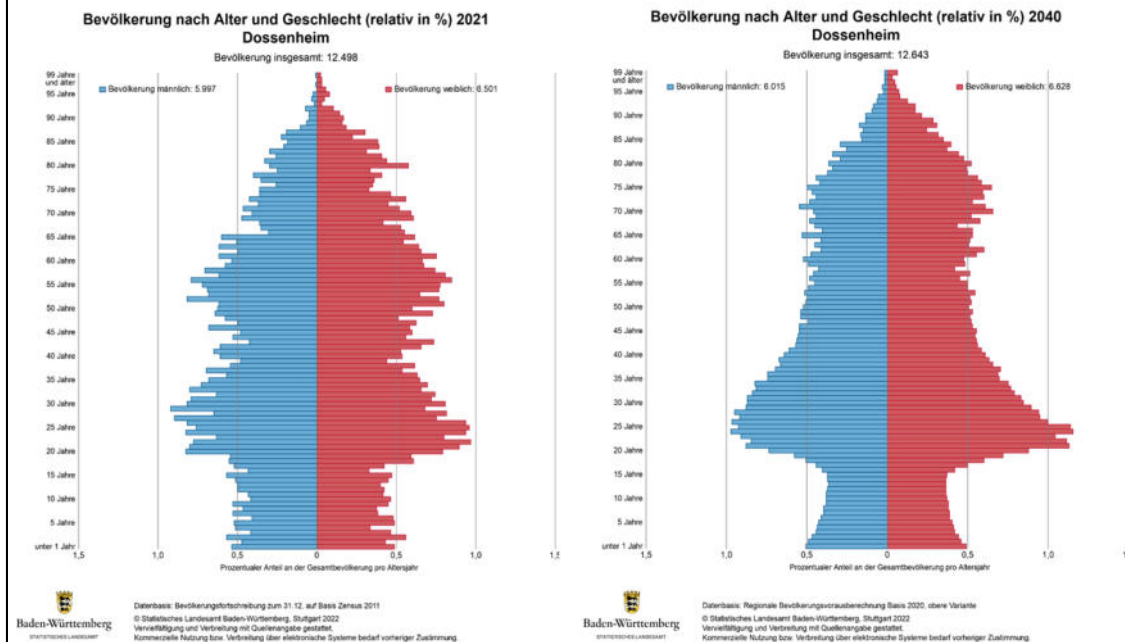 Bevölkerung nach Alter und Geschlecht (relativ in %) 2021
Dossenheim
Bevölkerung insgesamt: 12.498
99 Jahre
und älter
95 Jahre
90 Jahre
85 Jahre
80 Jahre
75 Jahre
70 Jahre
65 Jahre
60 Jahre
55 Jahre
50 Jahre
45 Jahre
40 Jahre
35 Jahre
30 Jahre
25 Jahre
20 Jahre
15 Jahre
10 Jahre
5 Jahre
unter 1 Jahr
Bevölkerung männlich: 5.997
Bevölkerung weiblich: 6.501
1,5 1,0 0,5 0 0,5 1,0 1,5
Prozentualer Anteil an der Gesamtbevölkerung pro Altersjahr
Baden-Württemberg
STATISTISCHES LANDESAMT
Datenbasis: Bevölkerungsfortschreibung zum 31.12. auf Basis Zensus 2011
© Statistisches Landesamt Baden-Württemberg, Stuttgart 2022
Vervielfältigung und Verbreitung mit Quellenangabe gestattet.
Kommerzielle Nutzung bzw. Verbreitung über elektronische Systeme bedarf vorheriger Zustimmung.
Bevölkerung nach Alter und Geschlecht (relativ in %) 2040
Dossenheim
Bevölkerung insgesamt: 12.643
99 Jahre
und älter
95 Jahre
90 Jahre
85 Jahre
80 Jahre
75 Jahre
70 Jahre
65 Jahre
60 Jahre
55 Jahre
50 Jahre
45 Jahre
40 Jahre
35 Jahre
30 Jahre
25 Jahre
20 Jahre
15 Jahre
10 Jahre
5 Jahre
unter 1 Jahr
Bevölkerung männlich: 6.015
Bevölkerung weiblich: 6.628
1,5 1,0 0,5 0 0,5 1,0 1,
Prozentualer Anteil an der Gesamtbevölkerung pro Altersjahr
Baden-Württemberg
STATISTISCHES LANDESAMT
Datenbasis: Regionale Bevölkerungsvorausberechnung Basis 2020, obere Variante
© Statistisches Landesamt Baden-Württemberg, Stuttgart 2022
Vervielfältigung und Verbreitung mit Quellenangabe gestattet.
Kommerzielle Nutzung bzw. Verbreitung über elektronische Systeme bedarf vorheriger Zustimmung.